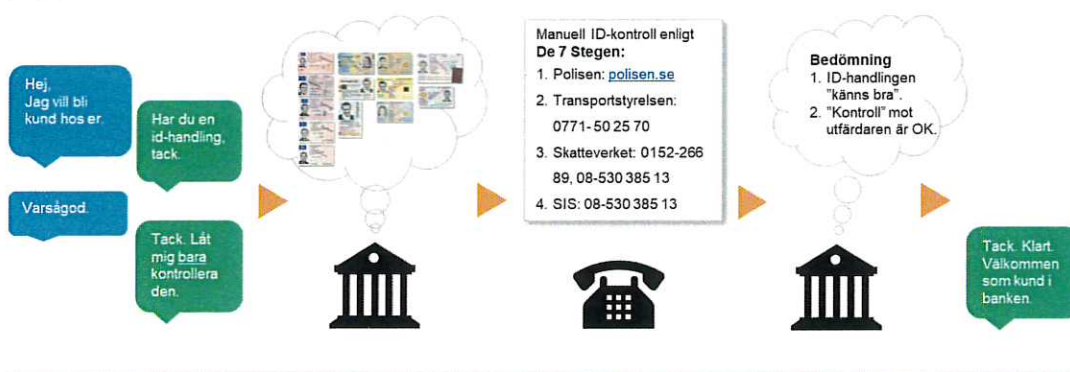 Hej,
Jag vill bli
kund hos er.
Har du en
id-handling,
tack.
Varsågod.
Tack. Låt
mig bara
kontrollera
den.
Manuell ID-kontroll enligt
De 7 Stegen:
1. Polisen: polisen.se
2. Transportstyrelsen:
0771- 50 25 70
3. Skatteverket: 0152-266
89, 08-530 385 13
4. SIS: 08-530 385 13
Bedömning
1. ID-handlingen
"känns bra".
2. "Kontroll" mot
utfärdaren är OK.
Tack. Klart.
Välkommen
som kund i
banken.